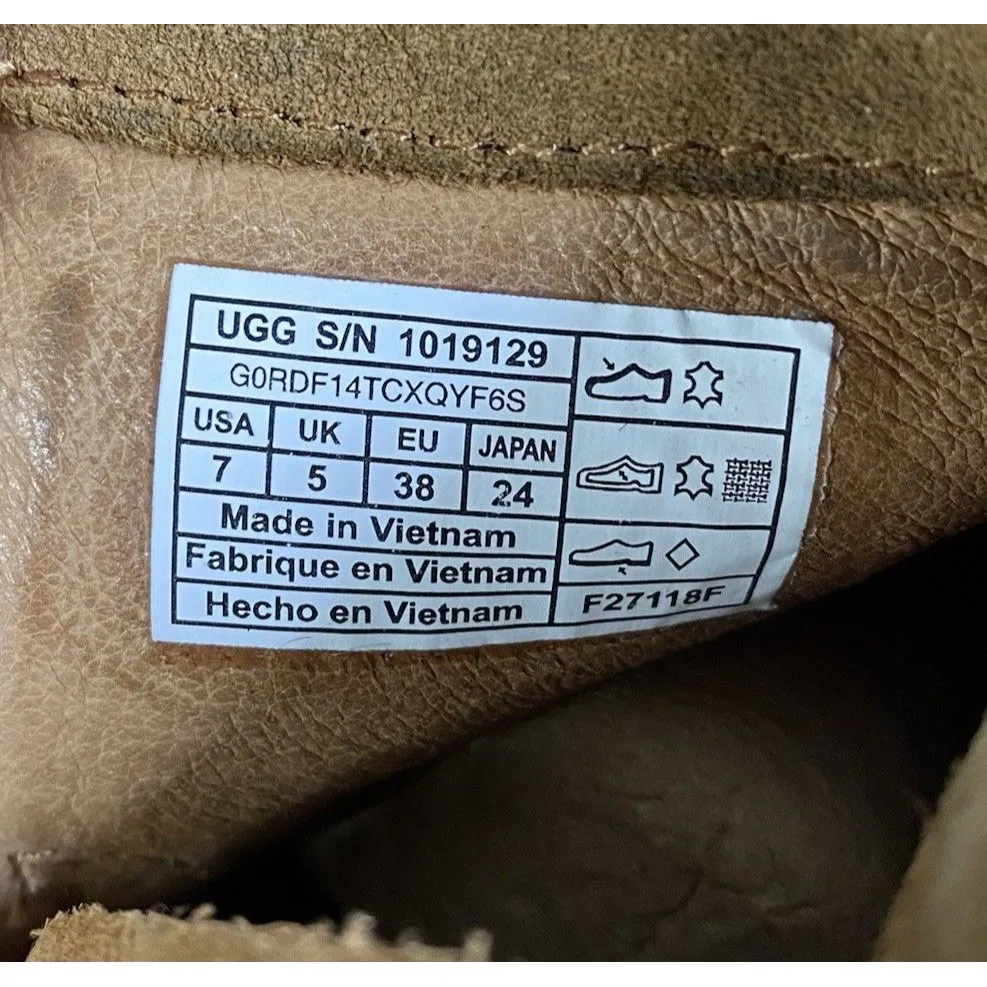 UGG S/N 1019129
G0RDF14TCXQYF6S
USA UK EU JAPAN
7 5 38 24
Made in Vietnam
Fabrique en Vietnam
Hecho en Vietnam
F27118F